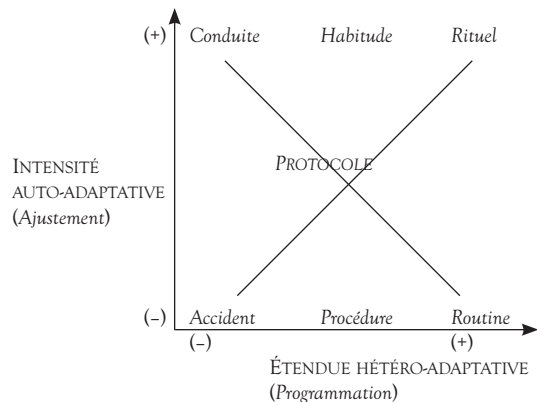 (+) Conduite Habitude Rituel
PROTOCOLE
INTENSITÉ
AUTO-ADAPTATIVE
(Ajustement)
(–) Accident Procédure Routine
(–) (+)
ÉTENDUE HÉTÉRO-ADAPTATIVE
(Programmation)